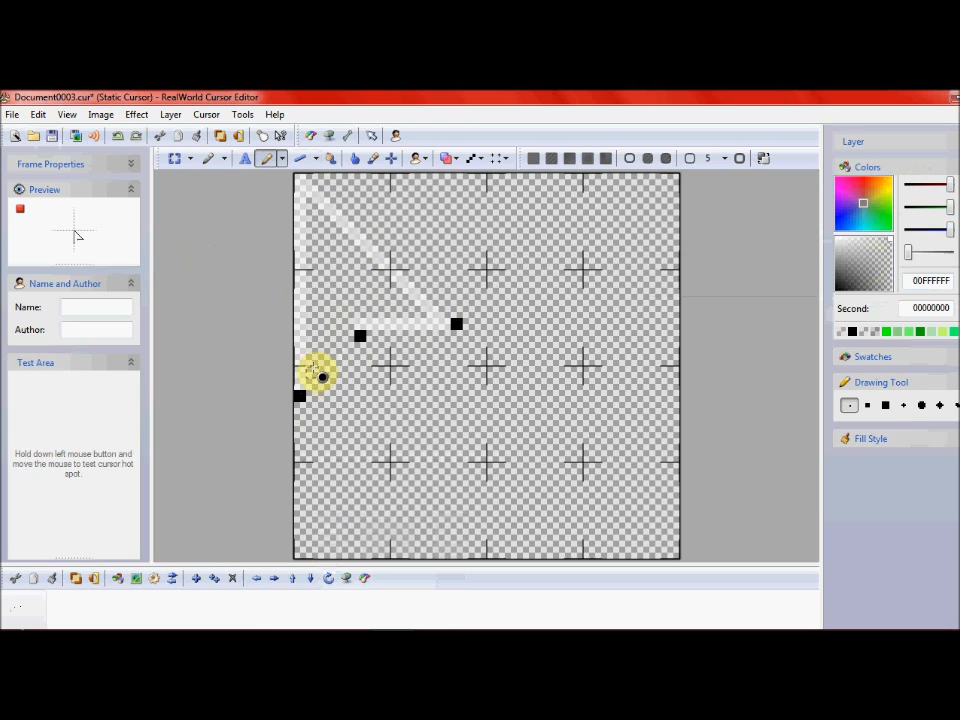 Document0003.cur* (Static Cursor) - RealWorld Cursor Editor
File Edit View Image Effect Layer Cursor Tools Help
Frame Properties
Preview
Name and Author
Name:
Author:
Test Area
Hold down left mouse button and
move the mouse to test cursor hot
spot.
A
5
Layer
Colors
00FFFFFF
Second: 00000000
Swatches
Drawing Tool
Fill Style